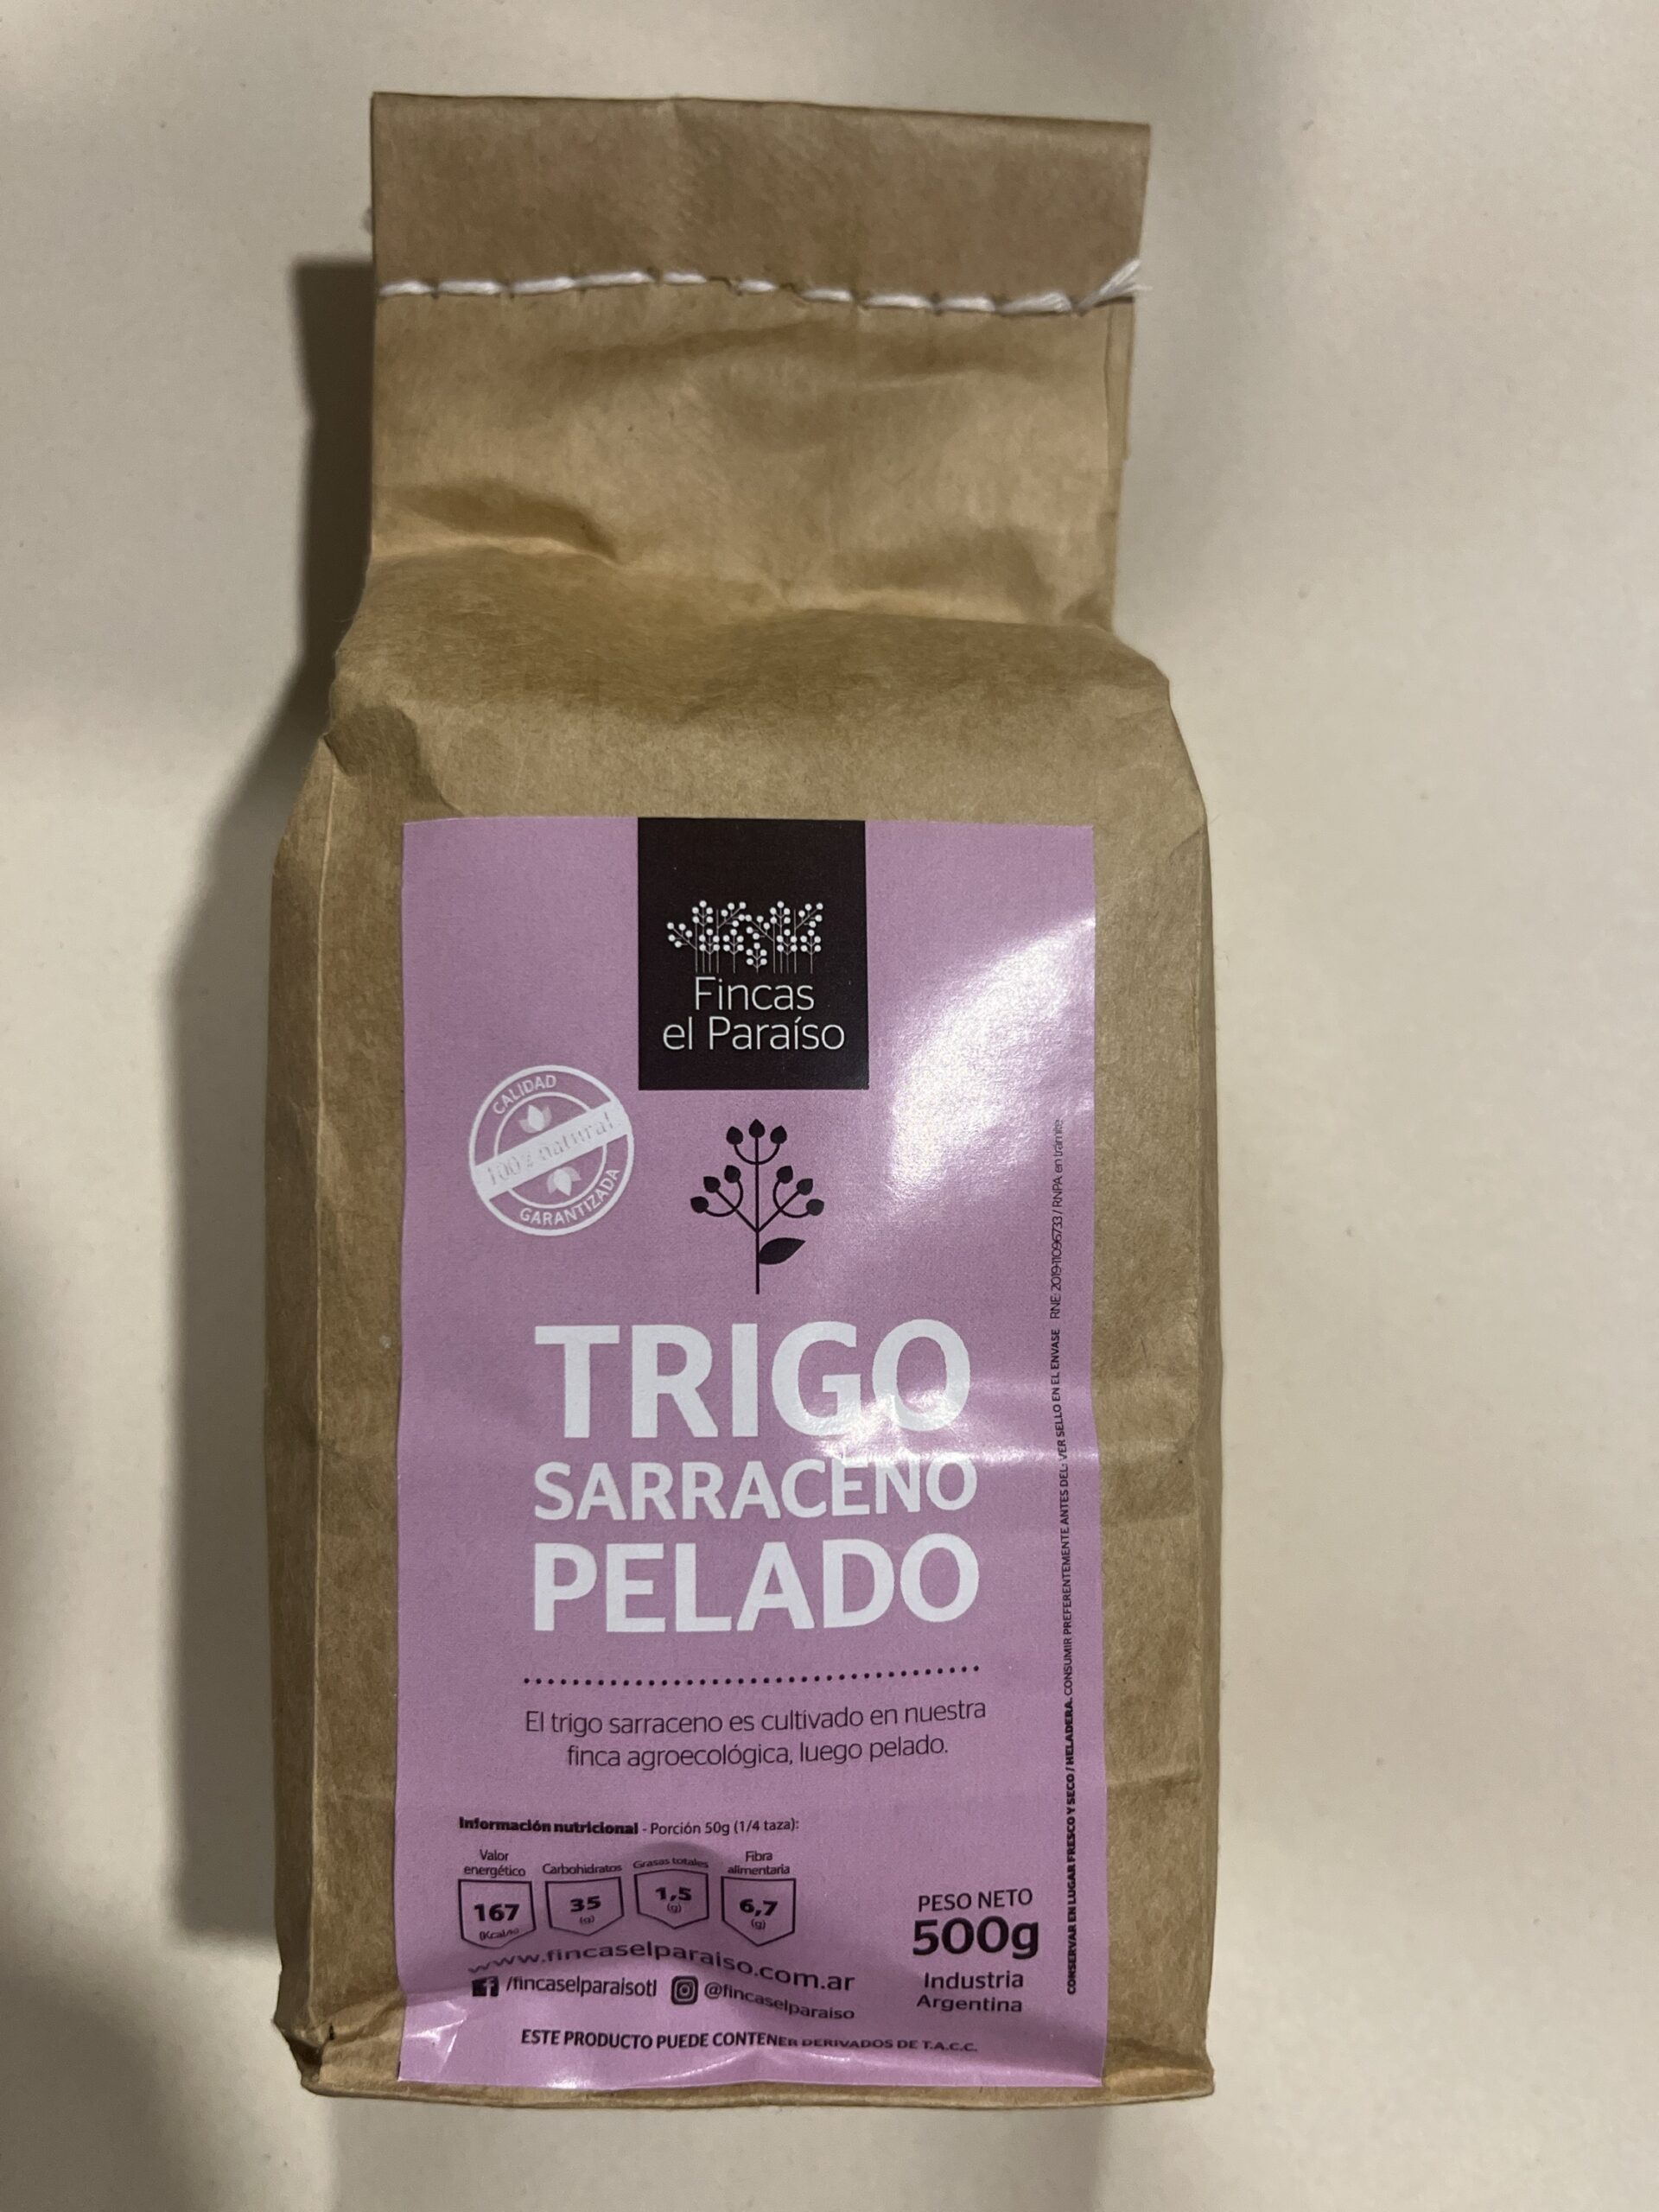 Fincas
el Paraíso
CALIDAD
100% natural
GARANTIZADA
TRIGO
SARRACENO
PELADO
El trigo sarraceno es cultivado en nuestra
finca agroecológica, luego pelado.
Información nutricional - Porción 50g (1/4 taza):
Valor
energético
167
(Kcal/
Carbohidratos
35
(g)
Grasas totales
1,5
(g)
Fibra
alimentaria
6,7
(g)
www.fincaselparaiso.com.ar
/fincaselparaisotl @fincaselparaiso
PESO NETO
500g
Industria
Argentina
ESTE PRODUCTO PUEDE CONTENER DERIVADOS DE T.A.C.C.
CONSERVAR EN LUGAR FRESCO Y SECO / HELADERA. CONSUMIR PREFERENTEMENTE ANTES DEL: VER SELLO EN EL ENVASE RNE: 2019-11096733 / RNPA en trámite